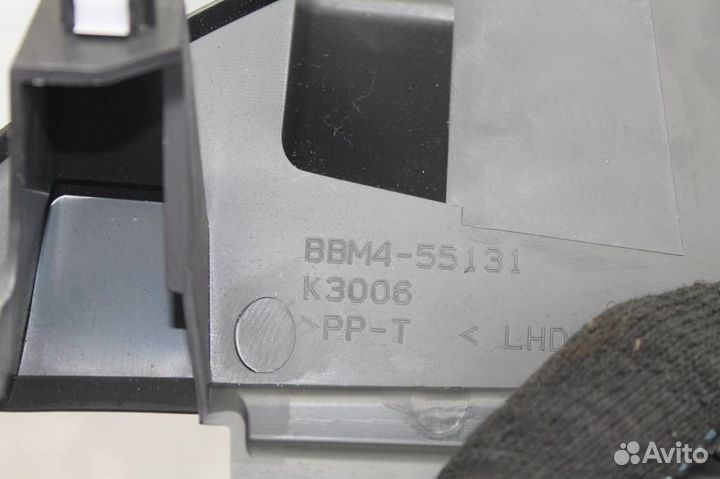 BBM4-55131
K3006
>PP-T < LHD
Avito